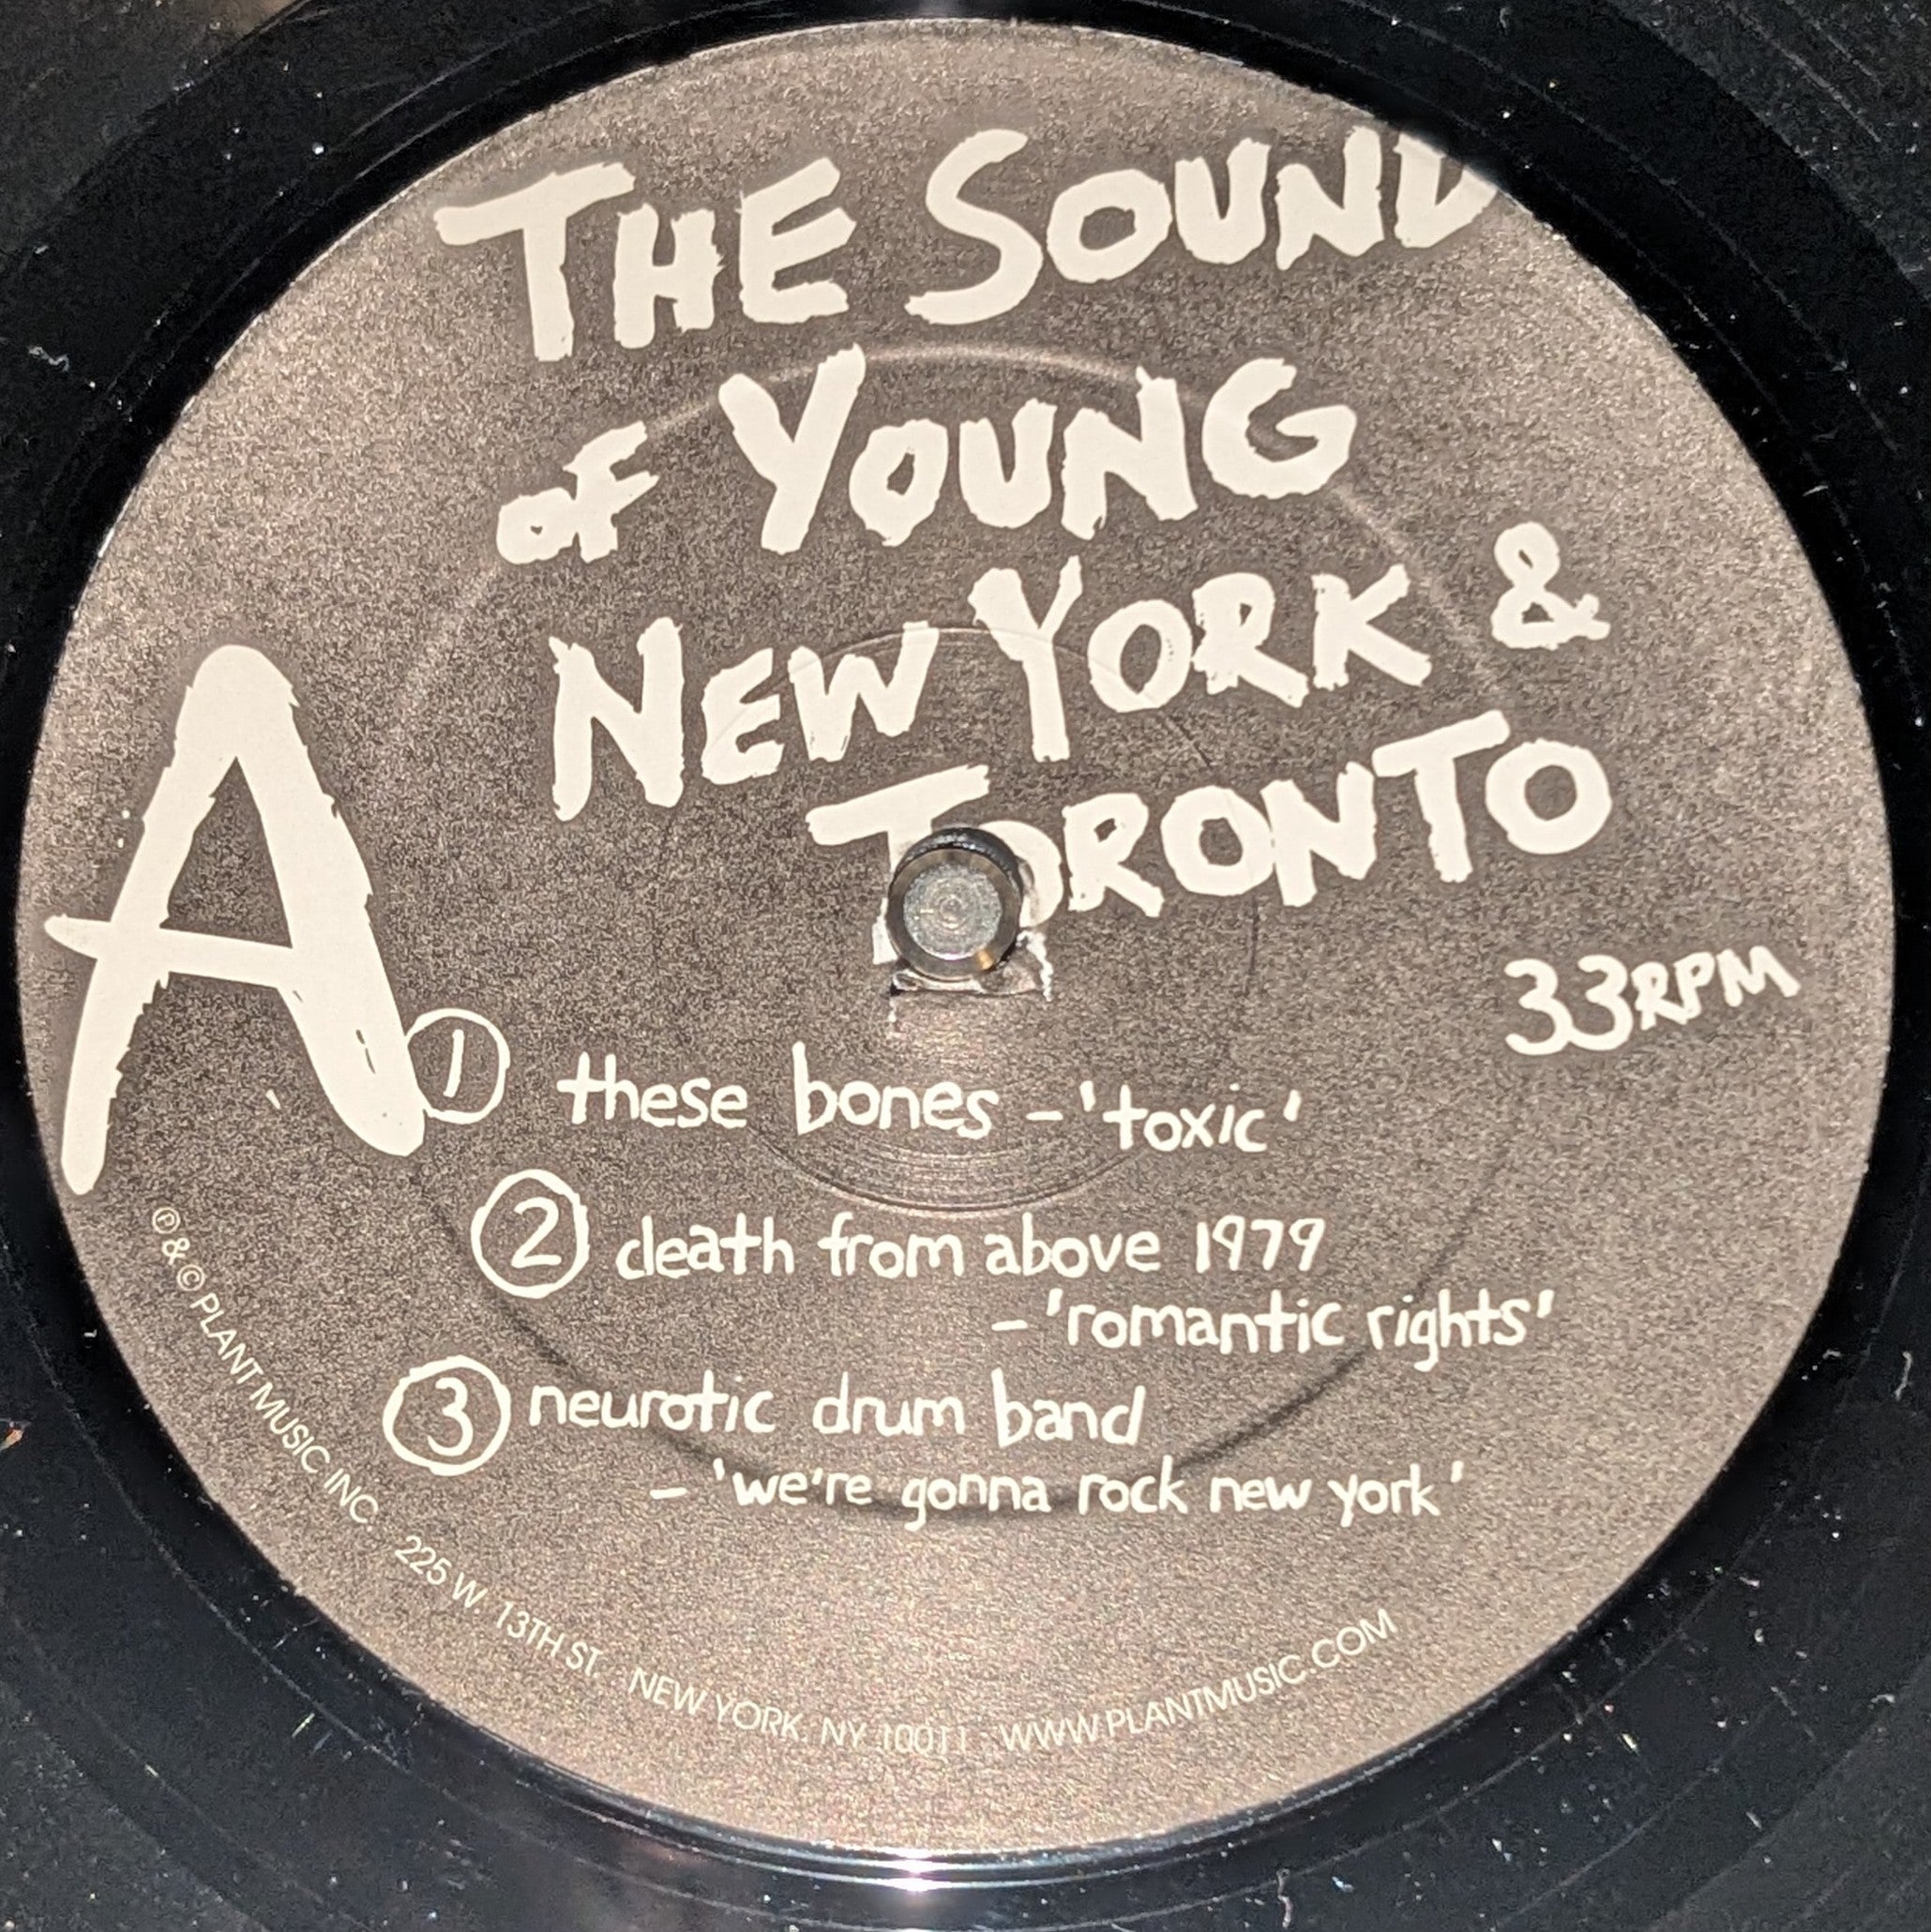 THE SOUND
OF YOUNG
NEW YORK &
TORONTO
A
33RPM
1 these bones - 'toxic'
2 death from above 1979
- 'romantic rights'
3 neurotic drum band
- 'we're gonna rock new york'
℗ & © PLANT MUSIC INC. 225 W. 13TH ST. NEW YORK, NY 10011 WWW.PLANTMUSIC.COM